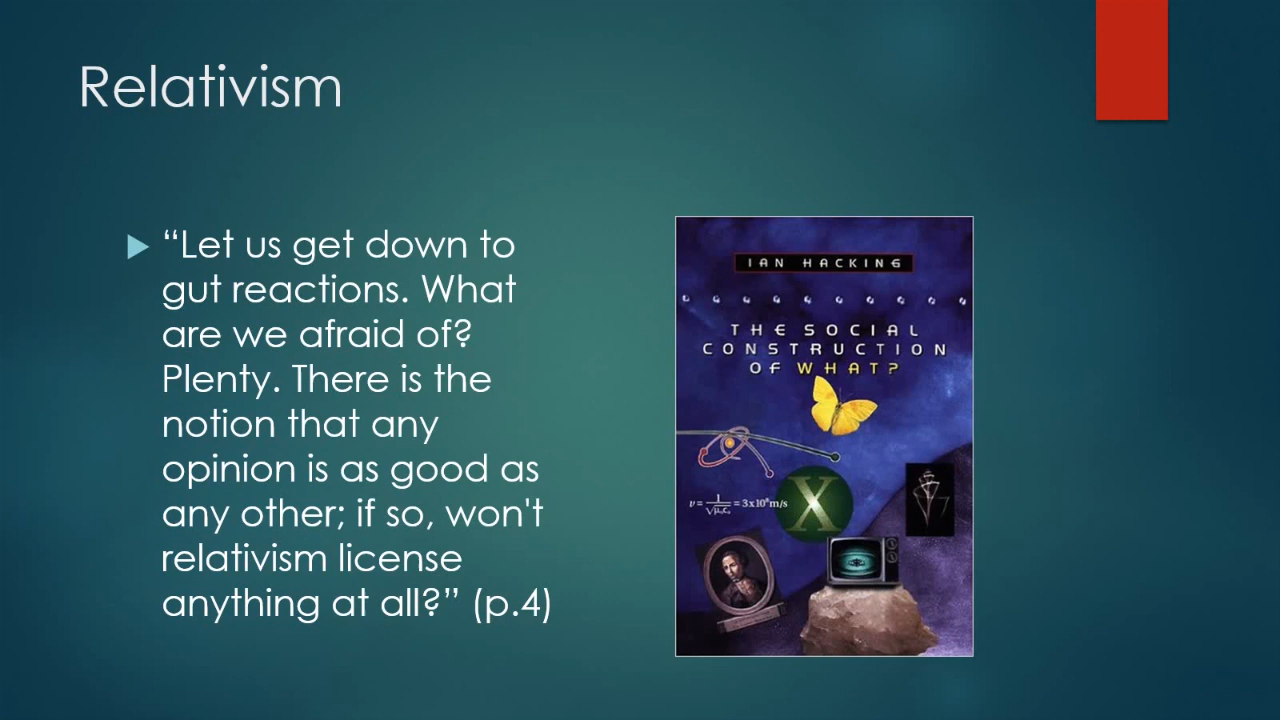 Relativism
“Let us get down to
gut reactions. What
are we afraid of?
Plenty. There is the
notion that any
opinion is as good as
any other; if so, won't
relativism license
anything at all?” (p.4)
IAN HACKING
THE SOCIAL
CONSTRUCTION
OF WHAT?
X